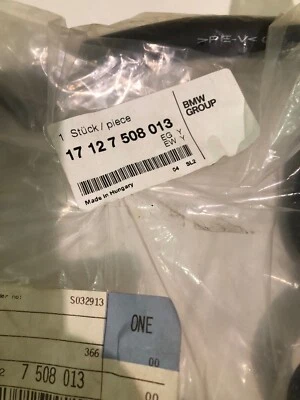 >PE-V<
1 Stück / piece
17 12 7 508 013
EG Y
EW Y
BMW
GROUP
Made in Hungary
04 SL2
S032913
ONE
366
00
2 7 508 013
00